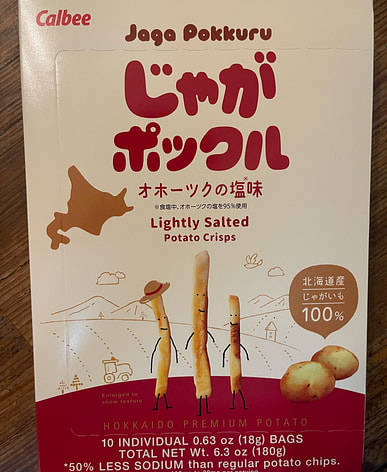 Calbee
Jaga Pokkuru
じゃが
ポックル
オホーツクの塩※味
※食塩中、オホーツクの塩を95%使用
Lightly Salted
Potato Crisps
北海道産
じゃがいも
100%
Enlarged to
show texture
HOKKAIDO PREMIUM POTATO
10 INDIVIDUAL 0.63 oz (18g) BAGS
TOTAL NET Wt. 6.3 oz (180g)
*50% LESS SODIUM than regular potato chips.